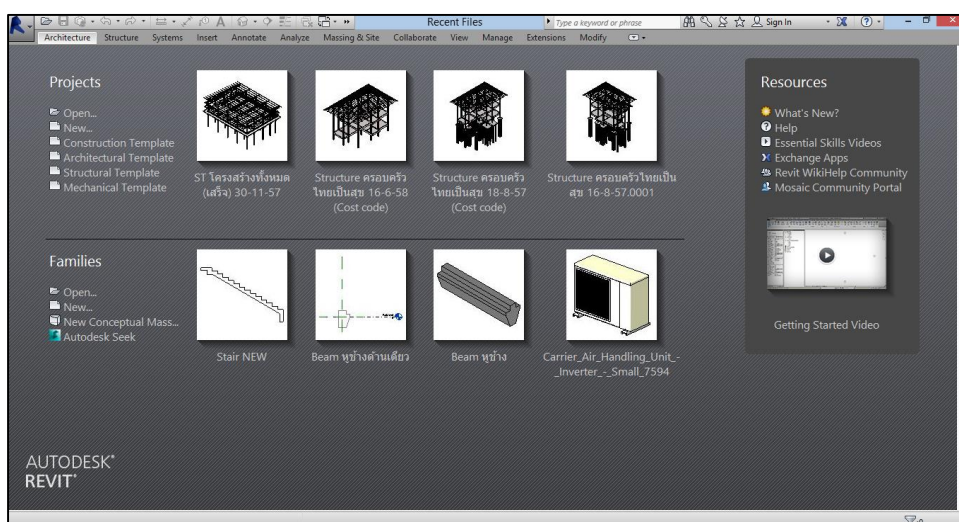 Recent Files
Type a keyword or phrase
Sign In
Architecture Structure Systems Insert Annotate Analyze Massing & Site Collaborate View Manage Extensions Modify
Projects
Open...
New...
Construction Template
Architectural Template
Structural Template
Mechanical Template
ST โครงสร้างทั้งหมด
(เสร็จ) 30-11-57
Structure ครอบครัว
ไทยเป็นสุข 16-6-58
(Cost code)
Structure ครอบครัว
ไทยเป็นสุข 18-8-57
(Cost code)
Structure ครอบครัวไทยเป็น
สุข 16-8-57.0001
Families
Open...
New...
New Conceptual Mass...
Autodesk Seek
Stair NEW
Beam หูช้างด้านเดียว
Beam หูช้าง
Carrier_Air_Handling_Unit_-
_Inverter_-_Small_7594
Resources
What's New?
Help
Essential Skills Videos
Exchange Apps
Revit WikiHelp Community
Mosaic Community Portal
Getting Started Video
AUTODESK®
REVIT®